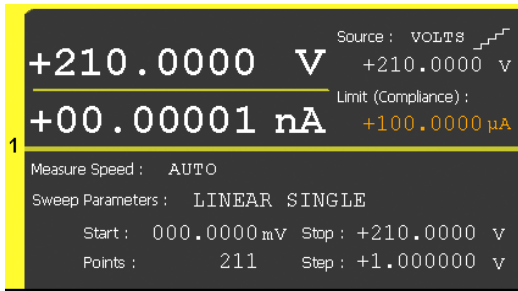 Source : VOLTS
+210.0000 V
+210.0000 V
Limit (Compliance) :
+00.00001 nA
+100.0000 µA
1
Measure Speed : AUTO
Sweep Parameters : LINEAR SINGLE
Start : 000.0000 mV Stop : +210.0000 V
Points : 211 Step : +1.000000 V